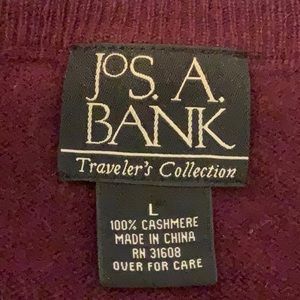 JOS. A.
BANK
Traveler's Collection
L
100% CASHMERE
MADE IN CHINA
RN 31608
OVER FOR CARE